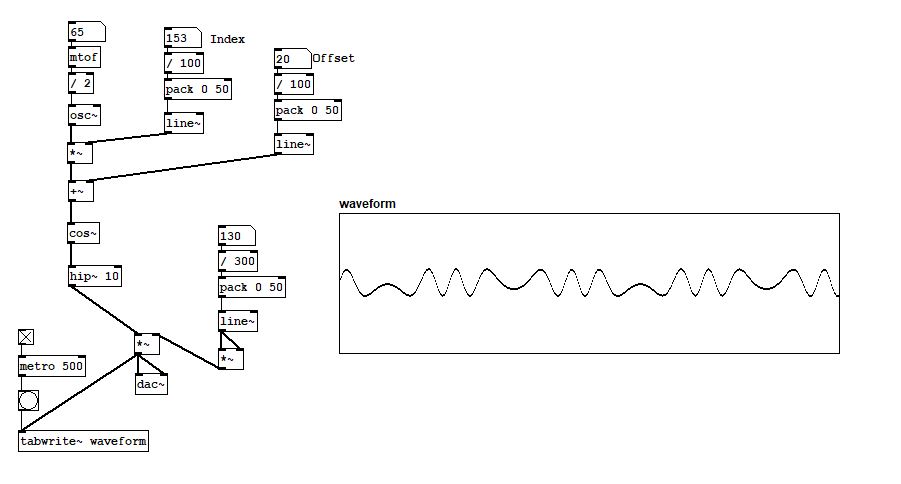 65
mtof
/ 2
osc~
*~
+~
cos~
hip~ 10
153 Index
/ 100
pack 0 50
line~
20 Offset
/ 100
pack 0 50
line~
130
/ 300
pack 0 50
line~
*~
*~
dac~
metro 500
tabwrite~ waveform
waveform